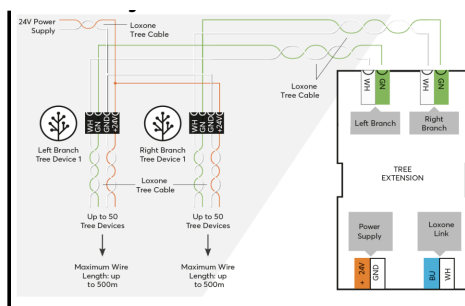 24V Power
Supply
Loxone
Tree Cable
Loxone
Tree Cable
WH
GN
WH
GN
Left Branch
Right
Branch
WH
GN
GND
+24V
WH
GN
GND
+24V
Left Branch
Tree Device 1
Right Branch
Tree Device 1
TREE
EXTENSION
Loxone
Tree Cable
Up to 50
Tree Devices
Up to 50
Tree Devices
Power
Supply
Loxone
Link
Maximum Wire
Length: up
to 500m
Maximum Wire
Length: up
to 500m
+ 24V
GND
BU
WH